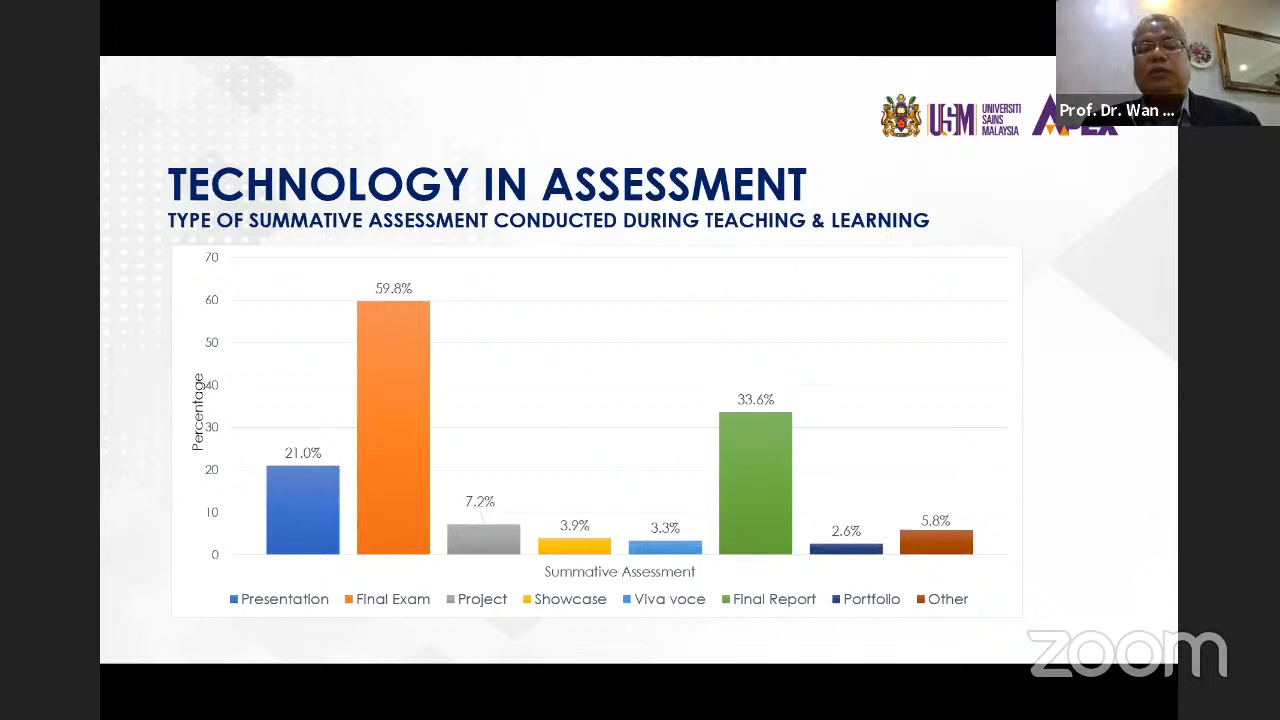 Prof. Dr. Wan ...
USM
UNIVERSITI
SAINS
MALAYSIA
APEX
TECHNOLOGY IN ASSESSMENT
TYPE OF SUMMATIVE ASSESSMENT CONDUCTED DURING TEACHING & LEARNING
70
60
50
40
30
20
10
0
Percentage
21.0%
59.8%
7.2%
3.9%
3.3%
33.6%
2.6%
5.8%
Summative Assessment
Presentation Final Exam Project Showcase Viva voce Final Report Portfolio Other
zoom